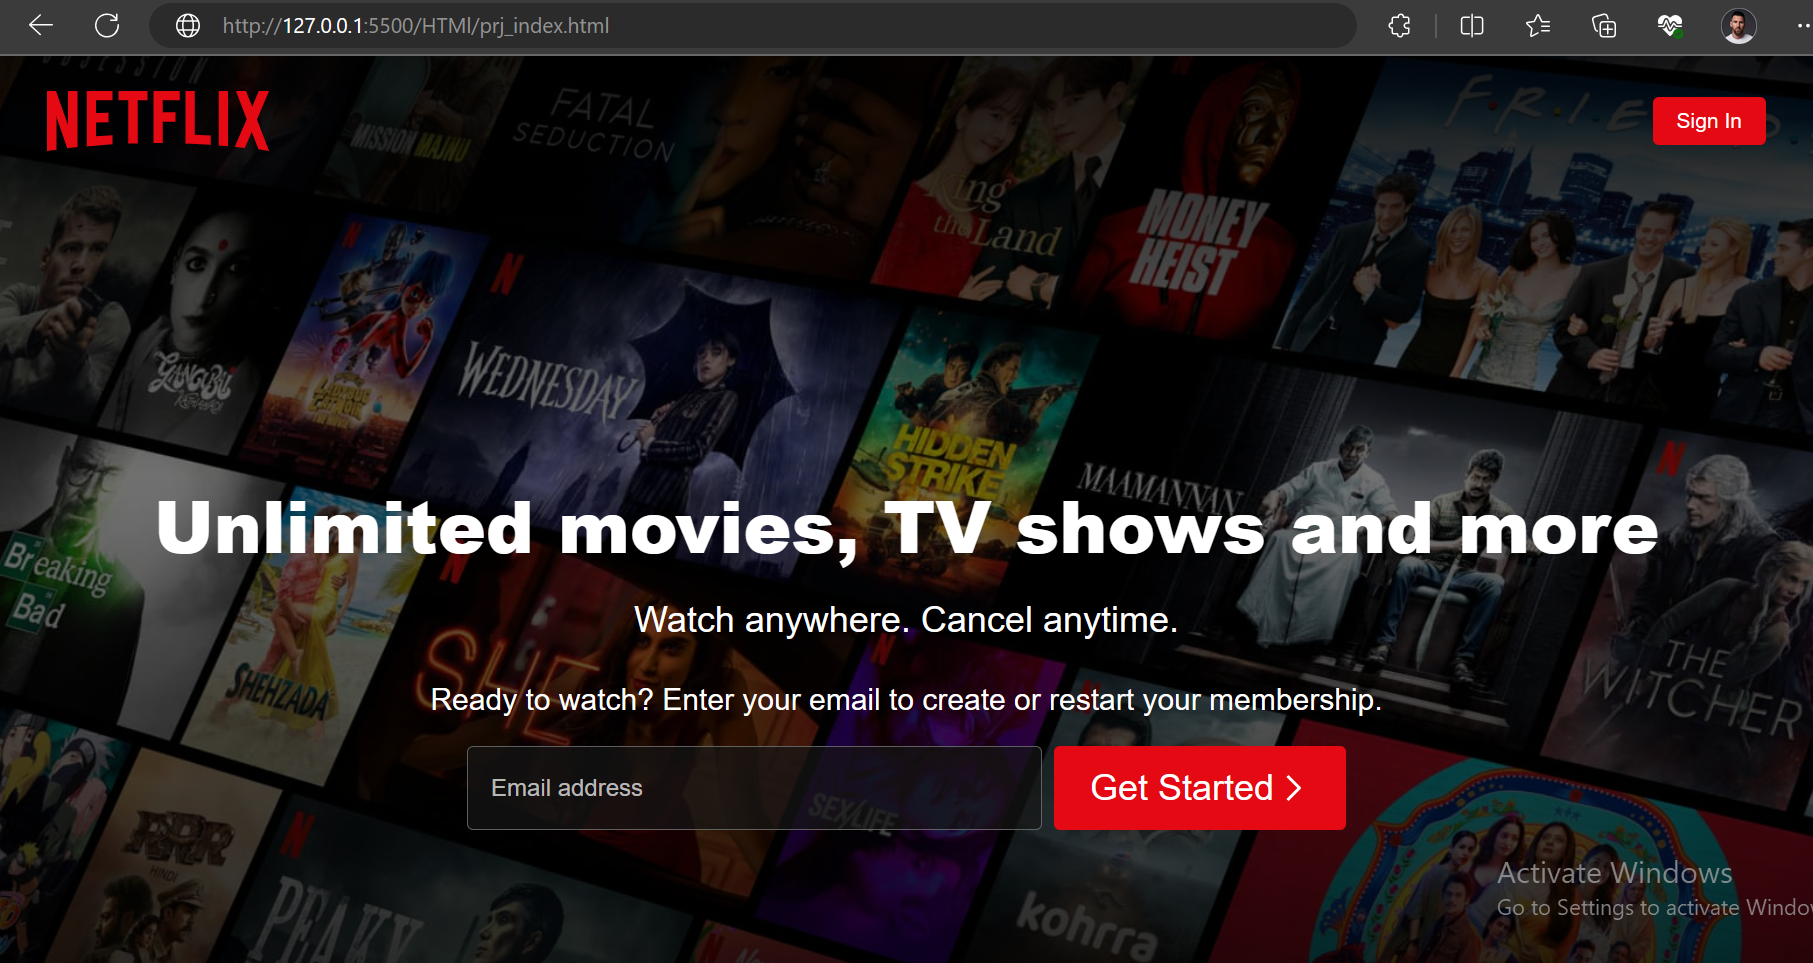 http://127.0.0.1:5500/HTMl/prj_index.html
SESSION
NETFLIX
MISSION MAJNU
FATAL
SEDUCTION
King
the Land
MONEY
HEIST
FRIENDS
Sign In
N
GANGUBAI
KATHIAWADI
N
WEDNESDAY
HIDDEN
STRIKE
MAAMANNAN
N
Unlimited movies, TV shows and more
Breaking
Bad
N
Watch anywhere. Cancel anytime.
SHEHZADA
SHE
N
THE
WITCHER
Ready to watch? Enter your email to create or restart your membership.
Email address
SEX/LIFE
Get Started
RRR
HINDI
N
PEAKY
kohrra
N
Activate Windows
Go to Settings to activate Windo